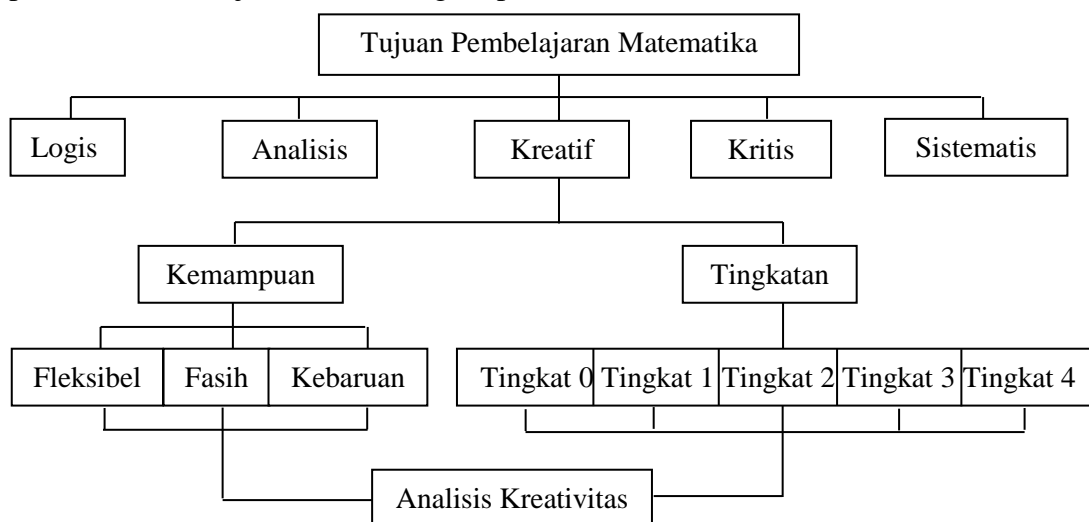 Tujuan Pembelajaran Matematika
Logis Analisis Kreatif Kritis Sistematis
Kemampuan Tingkatan
Fleksibel Fasih Kebaruan Tingkat 0 Tingkat 1 Tingkat 2 Tingkat 3 Tingkat 4
Analisis Kreativitas